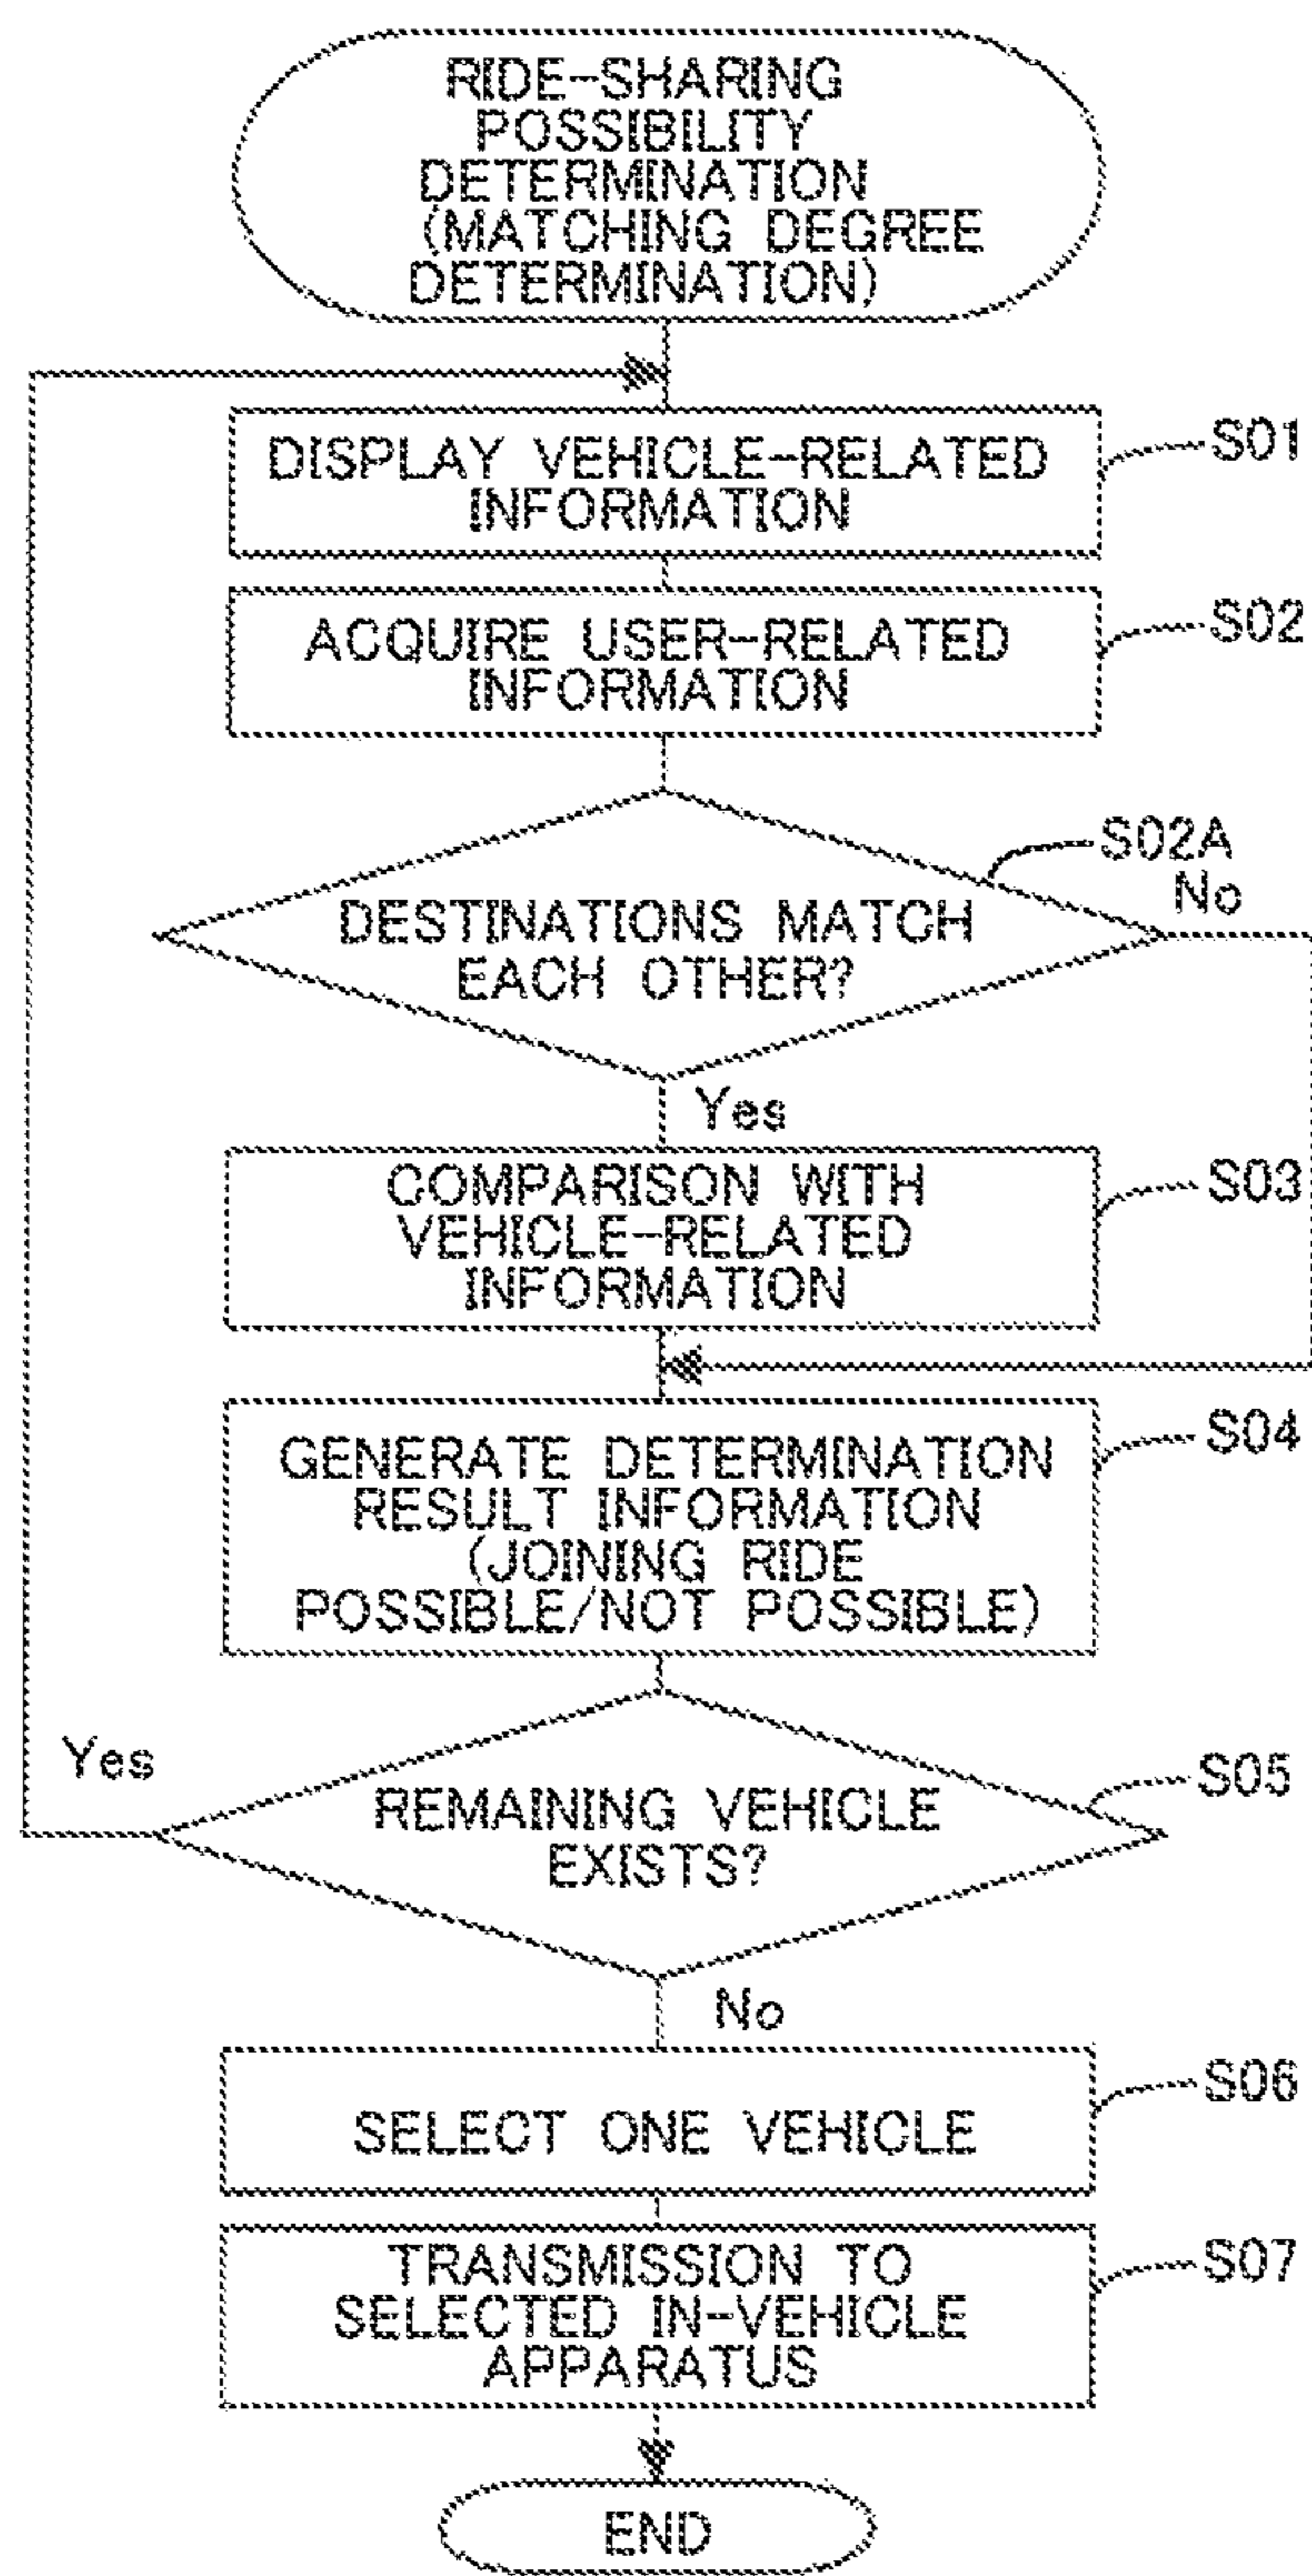 RIDE-SHARING
POSSIBILITY
DETERMINATION
(MATCHING DEGREE
DETERMINATION)
DISPLAY VEHICLE-RELATED
INFORMATION
S01
ACQUIRE USER-RELATED
INFORMATION
S02
S02A
No
DESTINATIONS MATCH
EACH OTHER?
Yes
COMPARISON WITH
VEHICLE-RELATED
INFORMATION
S03
GENERATE DETERMINATION
RESULT INFORMATION
(JOINING RIDE
POSSIBLE/NOT POSSIBLE)
S04
Yes
REMAINING VEHICLE
EXISTS?
S05
No
SELECT ONE VEHICLE
S06
TRANSMISSION TO
SELECTED IN-VEHICLE
APPARATUS
S07
END